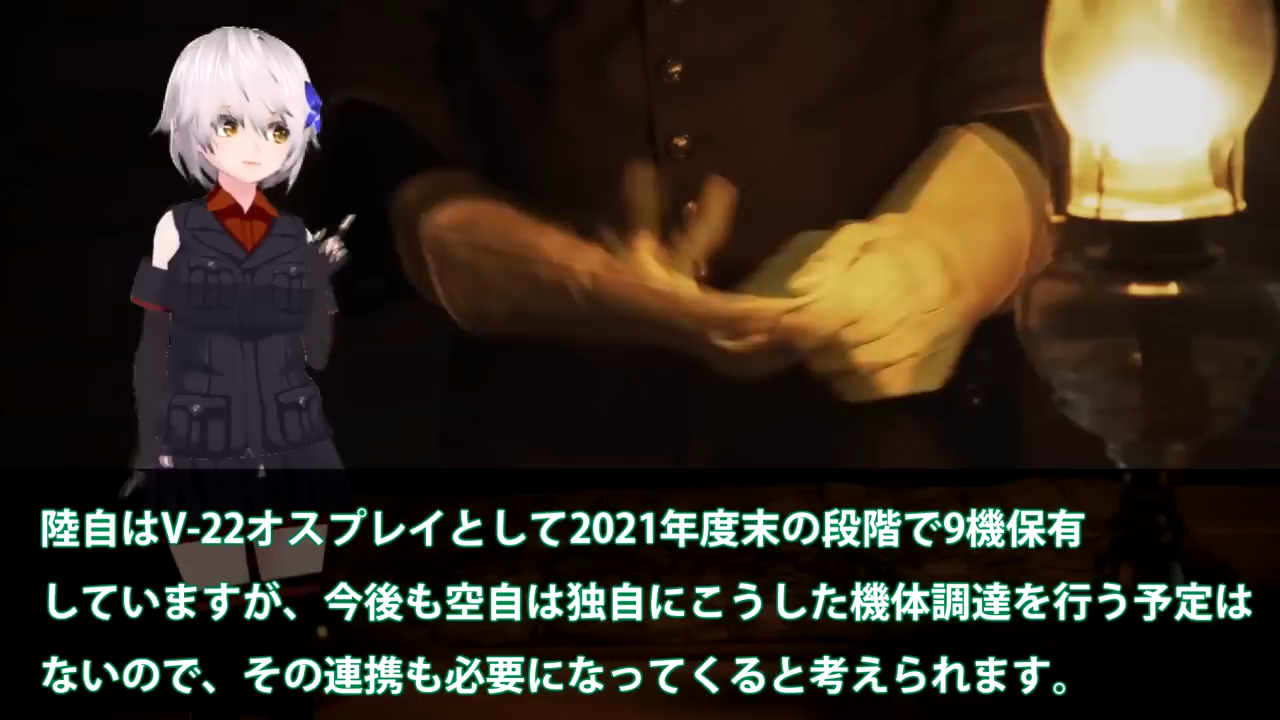 陸自はV-22オスプレイとして2021年度末の段階で9機保有
していますが、今後も空自は独自にこうした機体調達を行う予定は
ないので、その連携も必要になってくると考えられます。